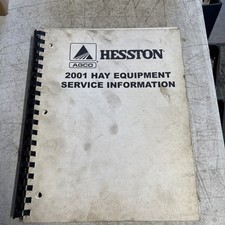 AGCO
HESSTON
2001 HAY EQUIPMENT
SERVICE INFORMATION